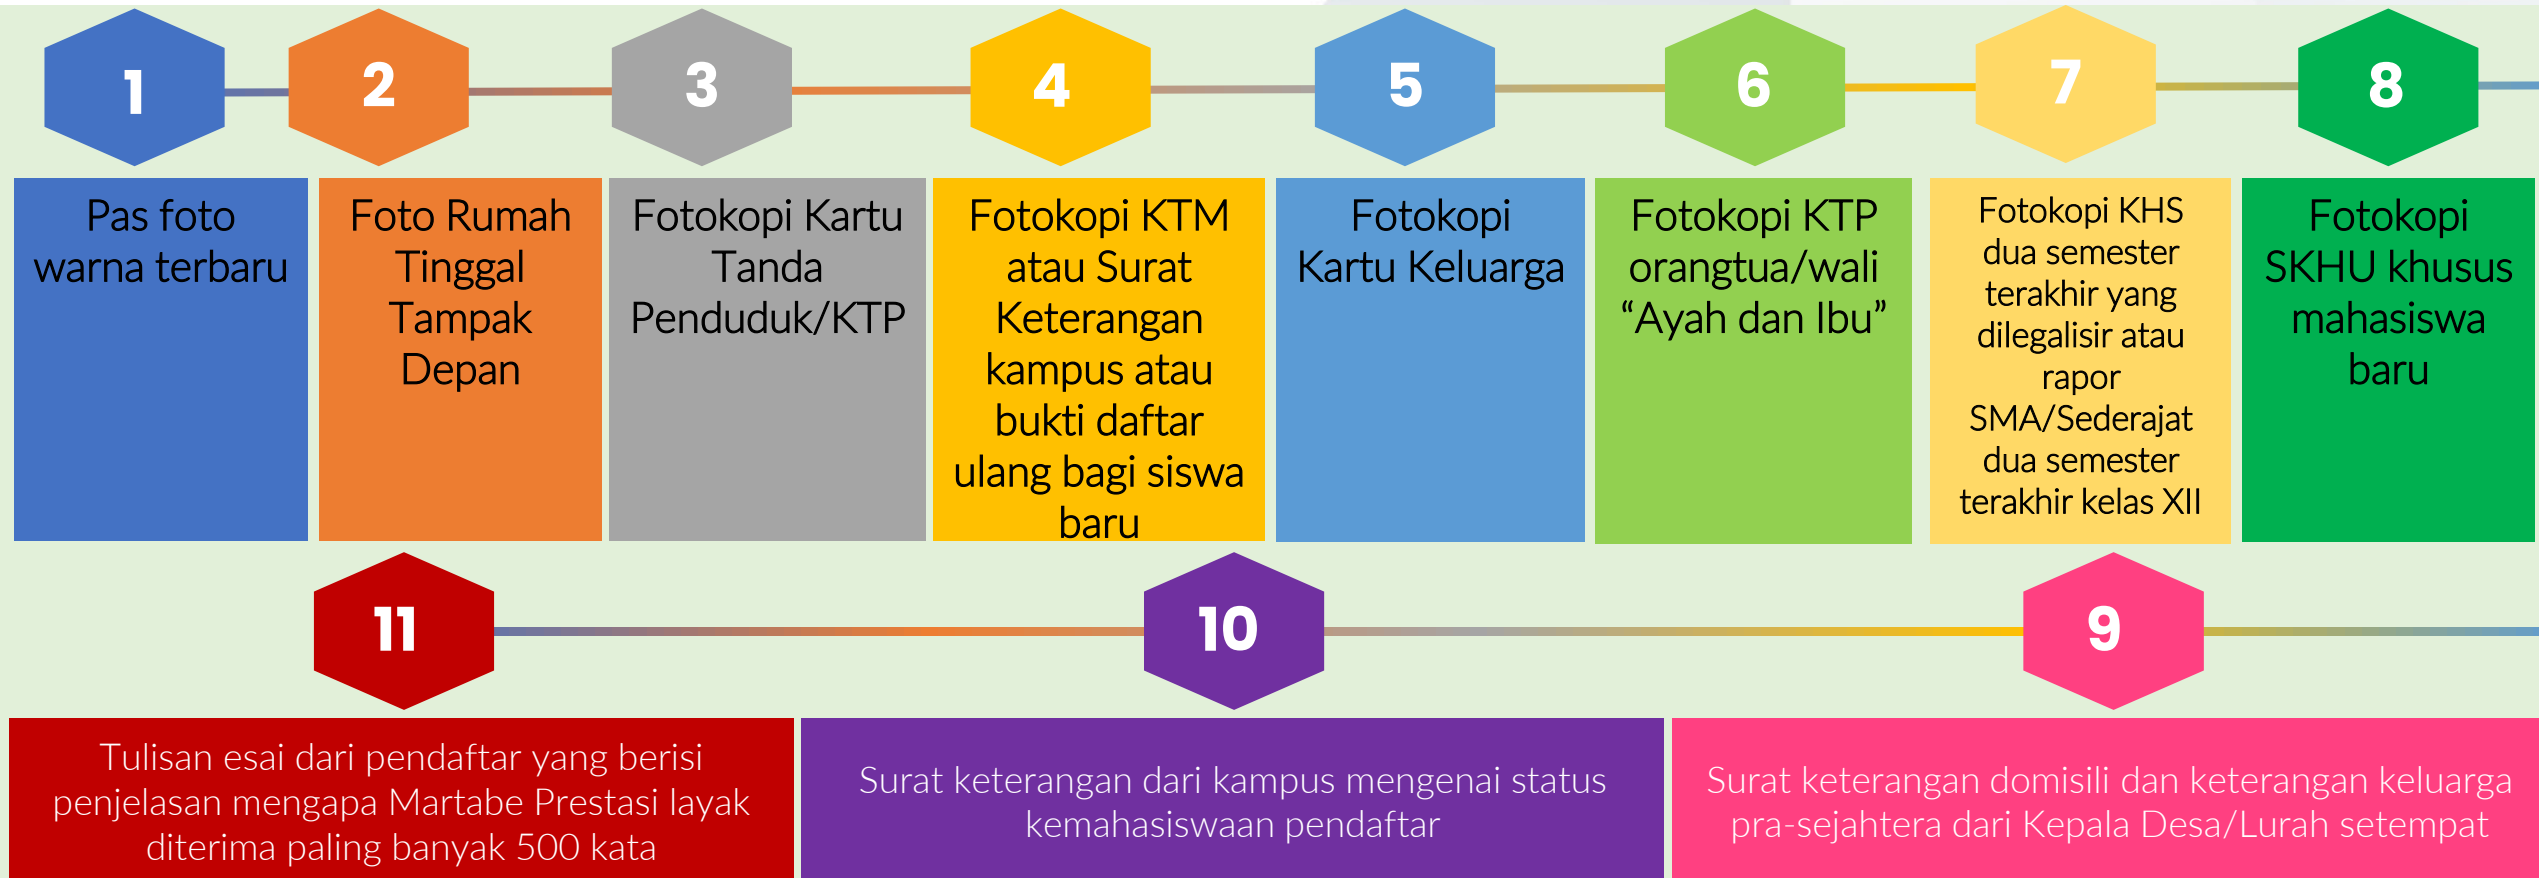 1
Pas foto
warna terbaru
2
Foto Rumah
Tinggal
Tampak
Depan
3
Fotokopi Kartu
Tanda
Penduduk/KTP
4
Fotokopi KTM
atau Surat
Keterangan
kampus atau
bukti daftar
ulang bagi siswa
baru
5
Fotokopi
Kartu Keluarga
6
Fotokopi KTP
orangtua/wali
“Ayah dan Ibu”
7
Fotokopi KHS
dua semester
terakhir yang
dilegalisir atau
rapor
SMA/Sederajat
dua semester
terakhir kelas XII
8
Fotokopi
SKHU khusus
mahasiswa
baru
9
Surat keterangan domisili dan keterangan keluarga
pra-sejahtera dari Kepala Desa/Lurah setempat
10
Surat keterangan dari kampus mengenai status
kemahasiswaan pendaftar
11
Tulisan esai dari pendaftar yang berisi
penjelasan mengapa Martabe Prestasi layak
diterima paling banyak 500 kata